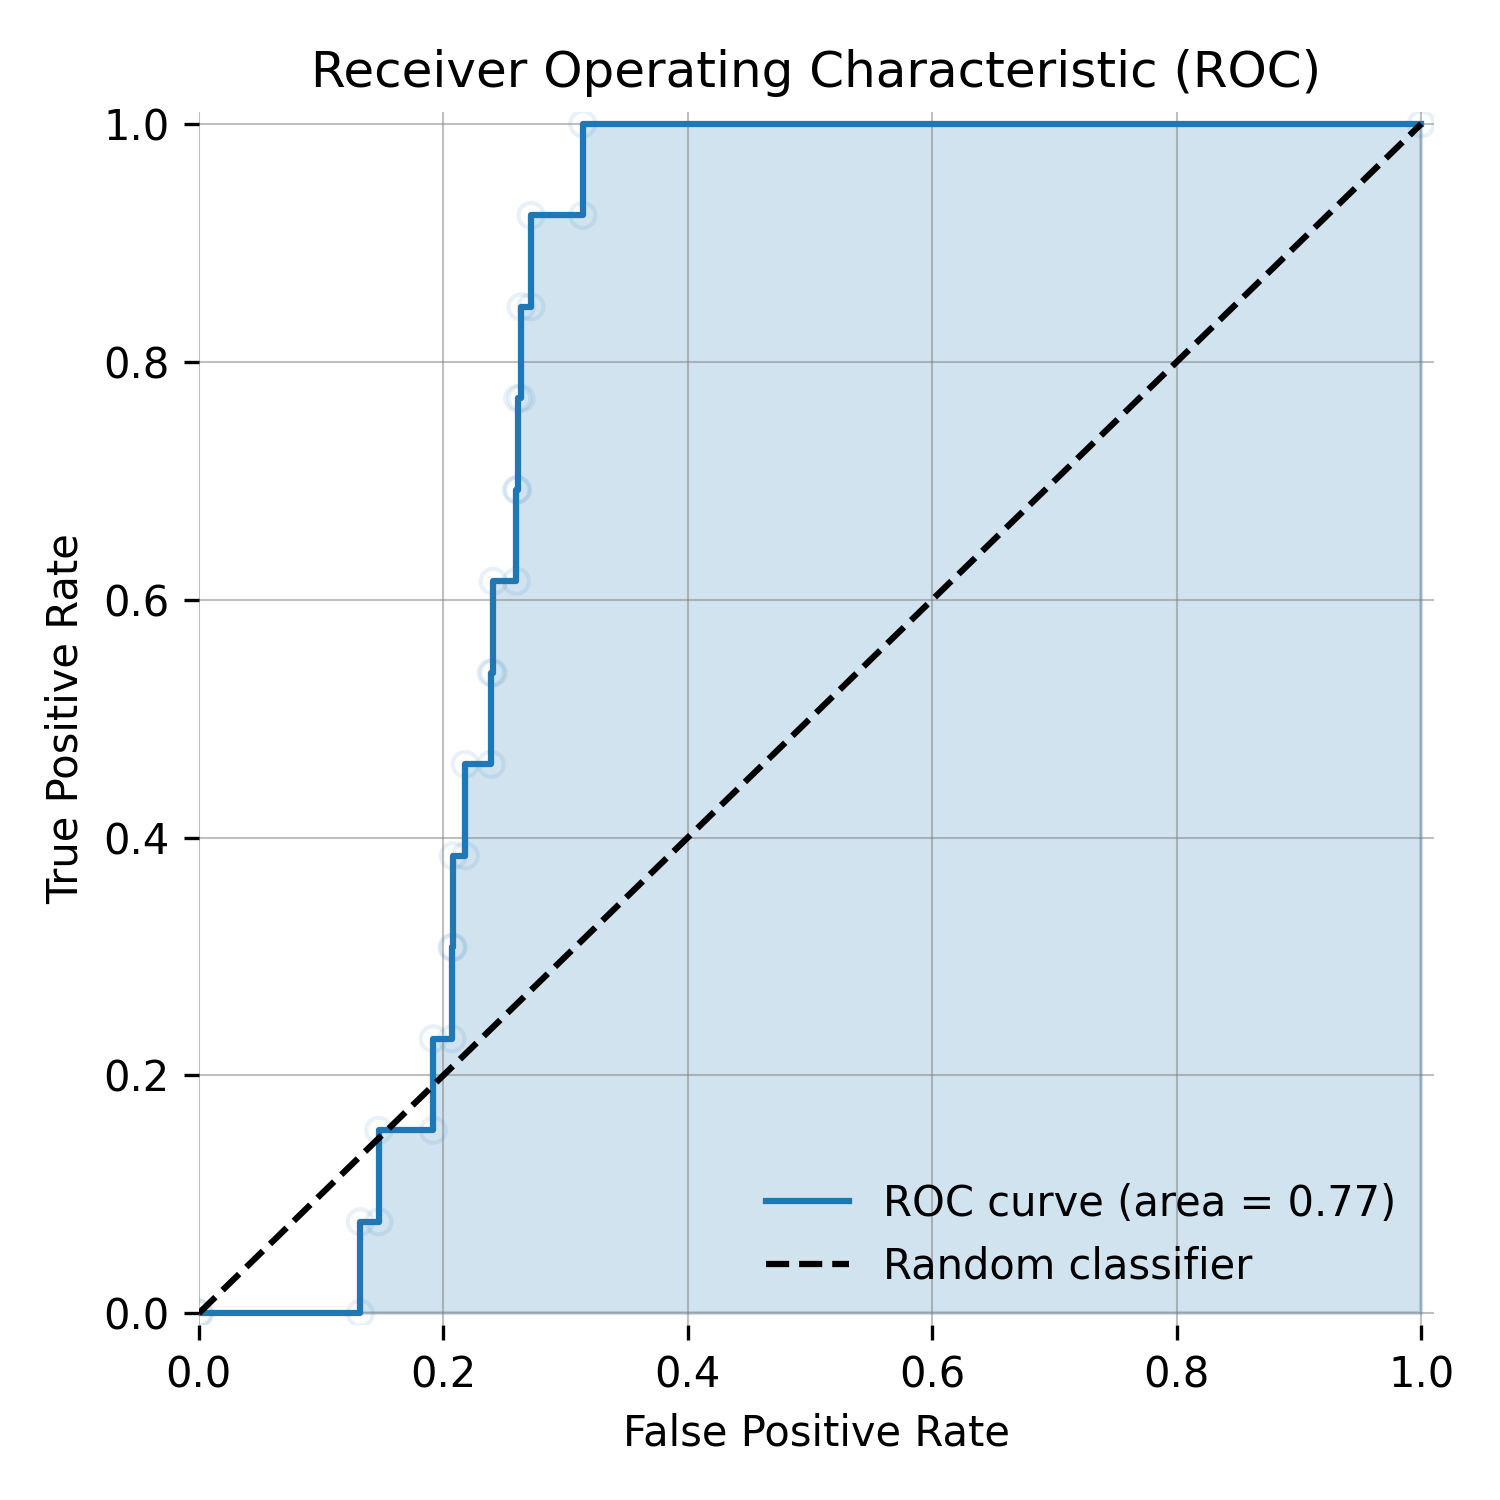 Receiver Operating Characteristic (ROC)
1.0
0.8
0.6
0.4
0.2
0.0
True Positive Rate
ROC curve (area = 0.77)
Random classifier
0.0 0.2 0.4 0.6 0.8 1.0
False Positive Rate